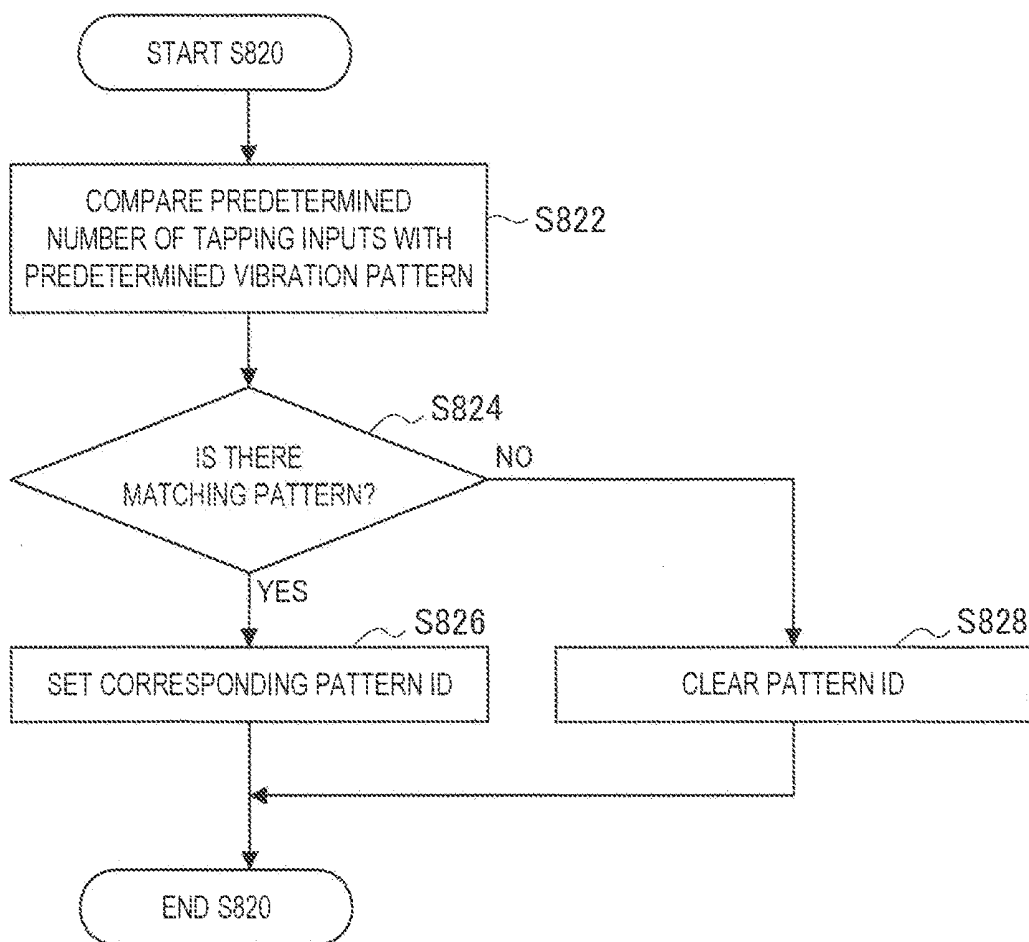 START S820
COMPARE PREDETERMINED
NUMBER OF TAPPING INPUTS WITH
PREDETERMINED VIBRATION PATTERN
S822
S824
IS THERE
MATCHING PATTERN?
NO
YES
S826
SET CORRESPONDING PATTERN ID
S828
CLEAR PATTERN ID
END S820